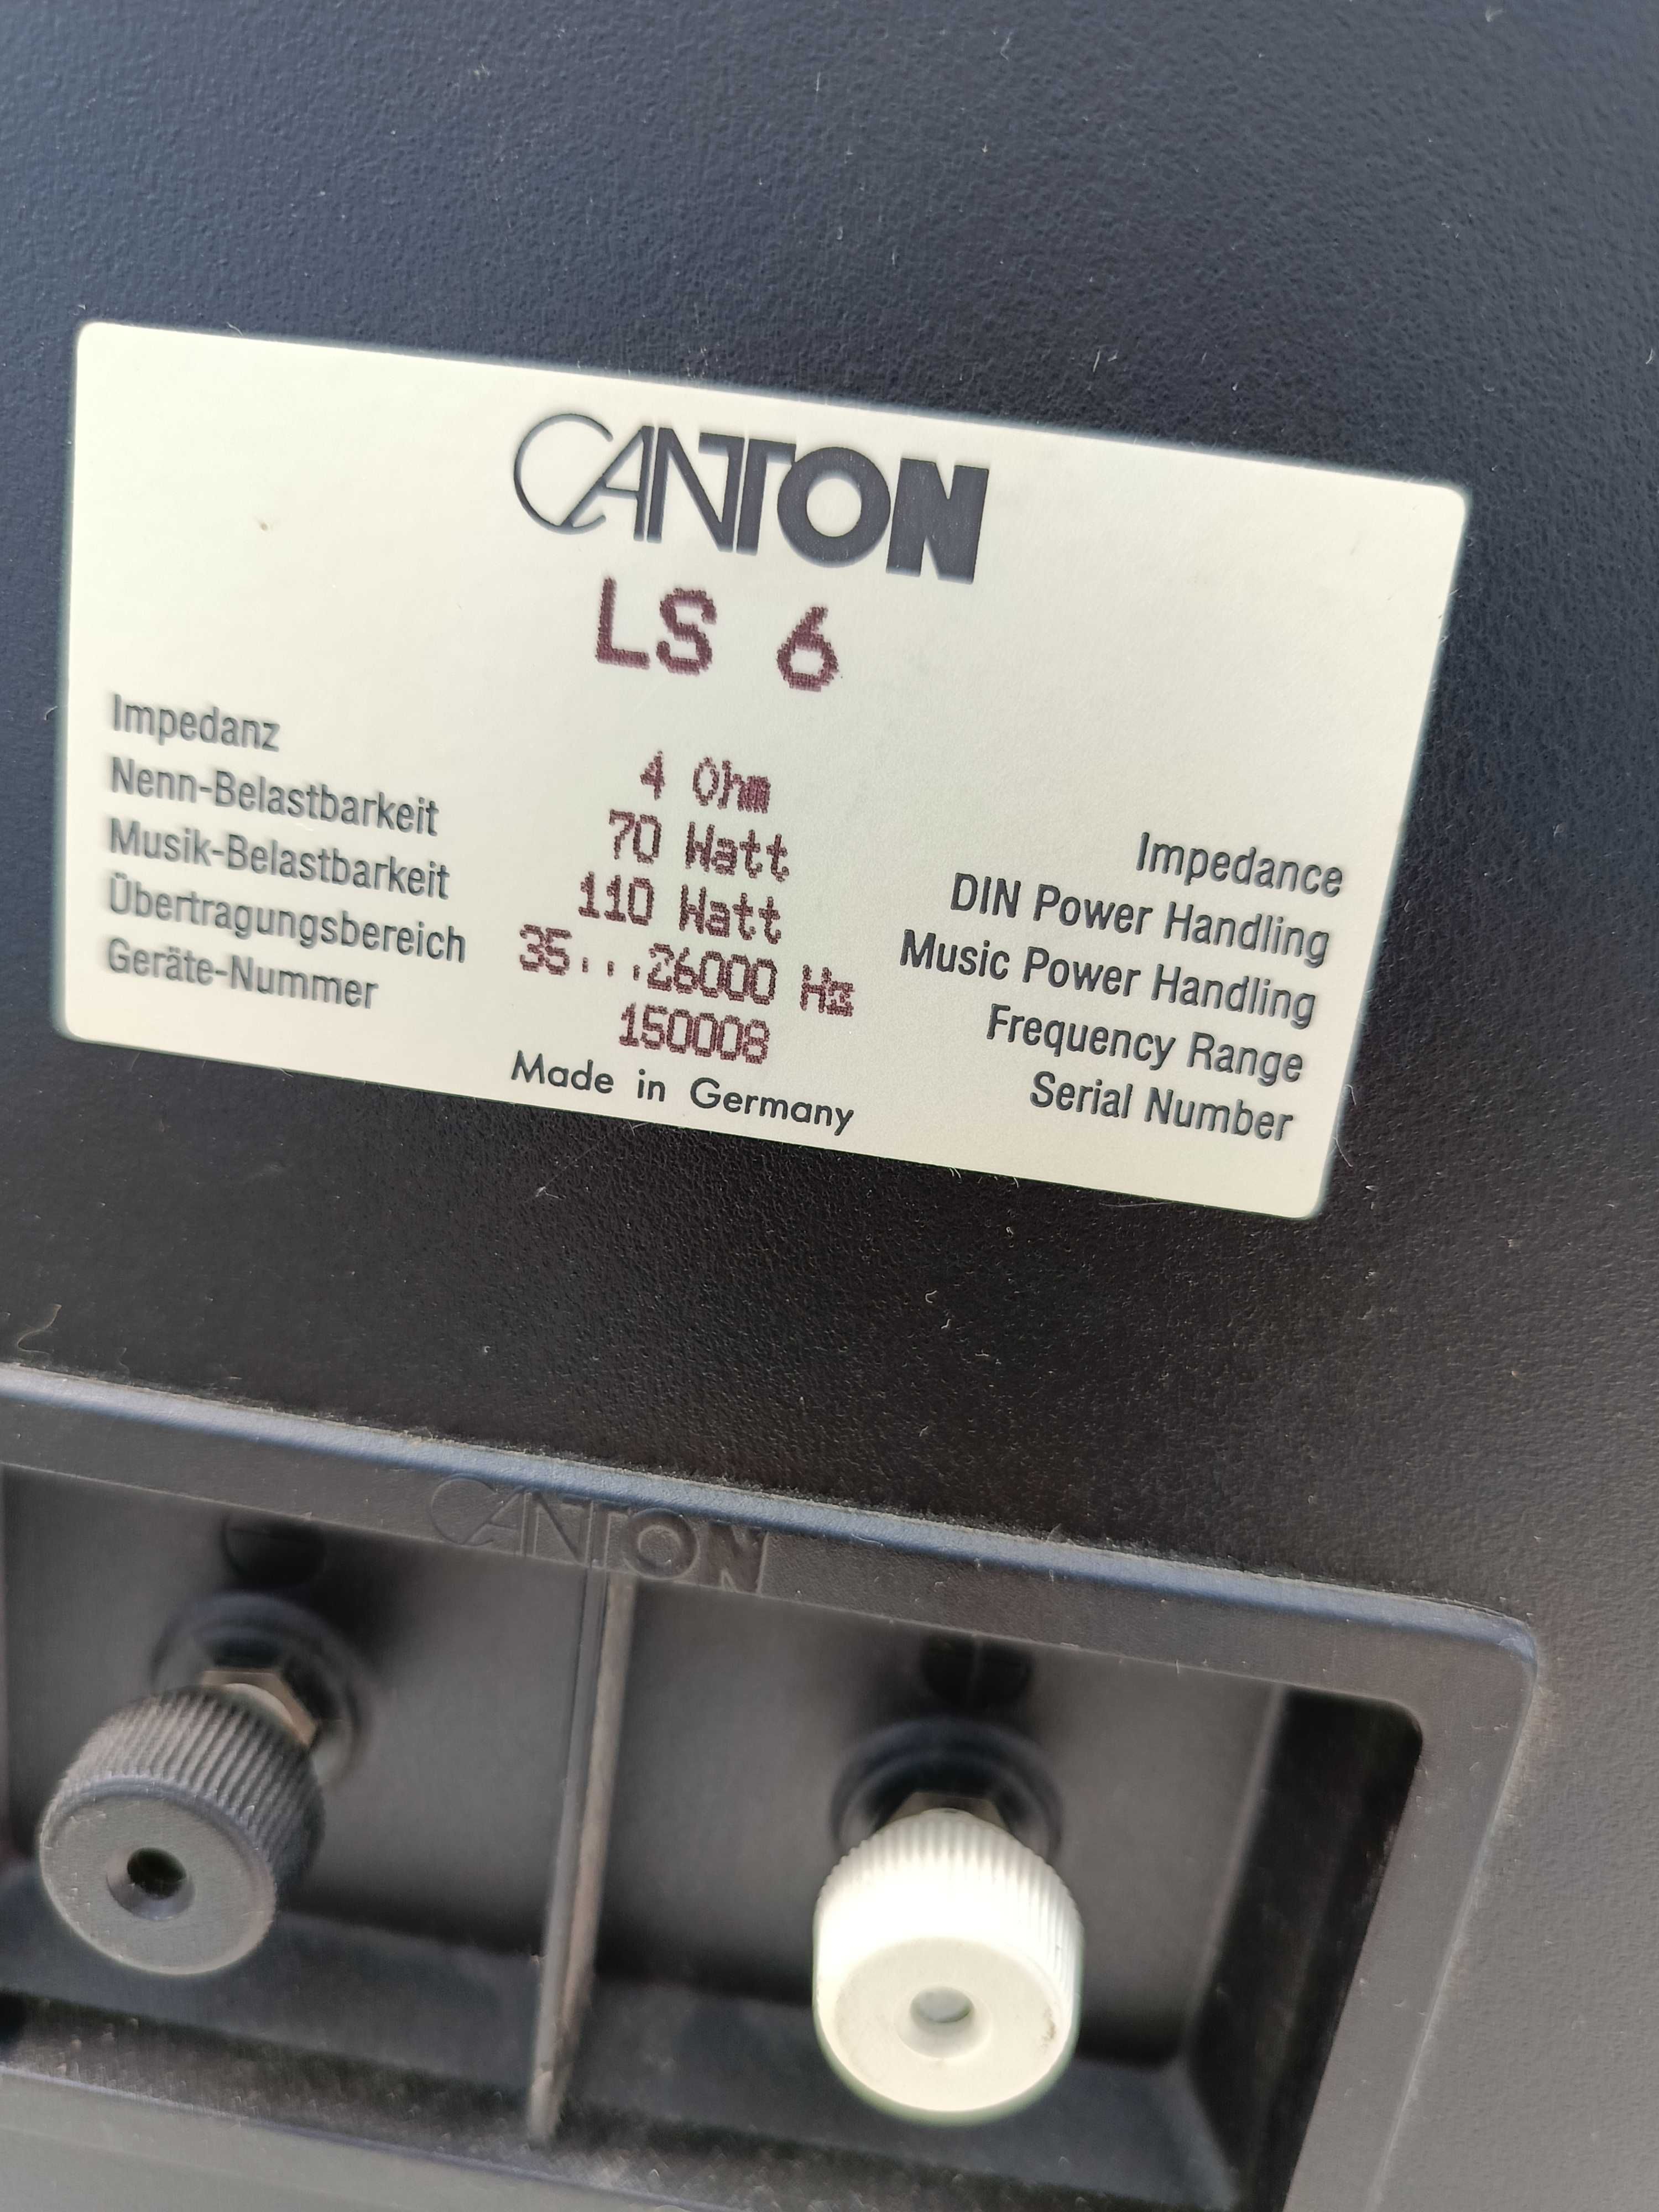 CANTON
LS 6
Impedanz 4 Ohm Impedance
Nenn-Belastbarkeit 70 Watt DIN Power Handling
Musik-Belastbarkeit 110 Watt Music Power Handling
Übertragungsbereich 35...26000 Hz Frequency Range
Geräte-Nummer 150008 Serial Number
Made in Germany
CANTON